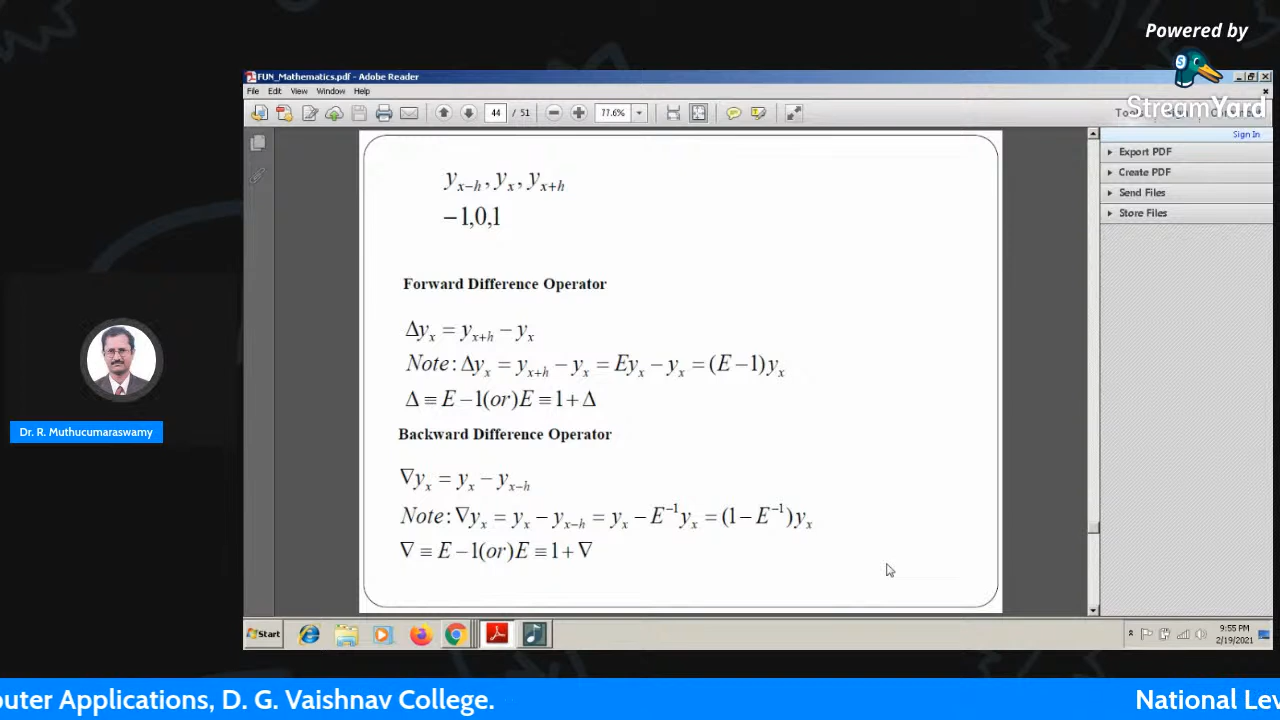 Powered by
StreamYard
FUN_Mathematics.pdf - Adobe Reader
File Edit View Window Help
44 / 51 77.6%
Sign In
Export PDF
Create PDF
Send Files
Store Files
y_{x-h}, y_x, y_{x+h}
−1,0,1
Forward Difference Operator
Δy_x = y_{x+h} − y_x
Note: Δy_x = y_{x+h} − y_x = Ey_x − y_x = (E −1)y_x
Δ ≡ E −1(or)E ≡ 1+ Δ
Backward Difference Operator
∇y_x = y_x − y_{x−h}
Note: ∇y_x = y_x − y_{x−h} = y_x − E^{−1}y_x = (1− E^{−1})y_x
∇ ≡ E −1(or)E ≡ 1+ ∇
Dr. R. Muthucumaraswamy
Start
9:55 PM
2/19/2021
outer Applications, D. G. Vaishnav College.
National Lev